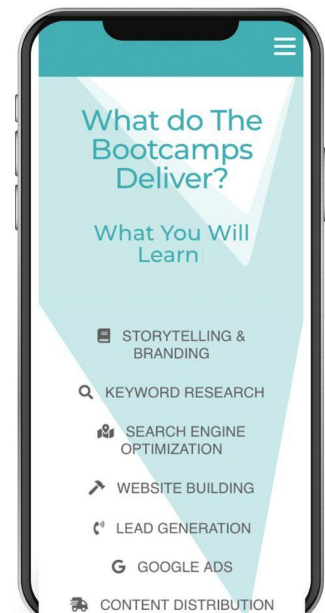 What do The
Bootcamps
Deliver?
What You Will
Learn
STORYTELLING &
BRANDING
KEYWORD RESEARCH
SEARCH ENGINE
OPTIMIZATION
WEBSITE BUILDING
LEAD GENERATION
GOOGLE ADS
CONTENT DISTRIBUTION